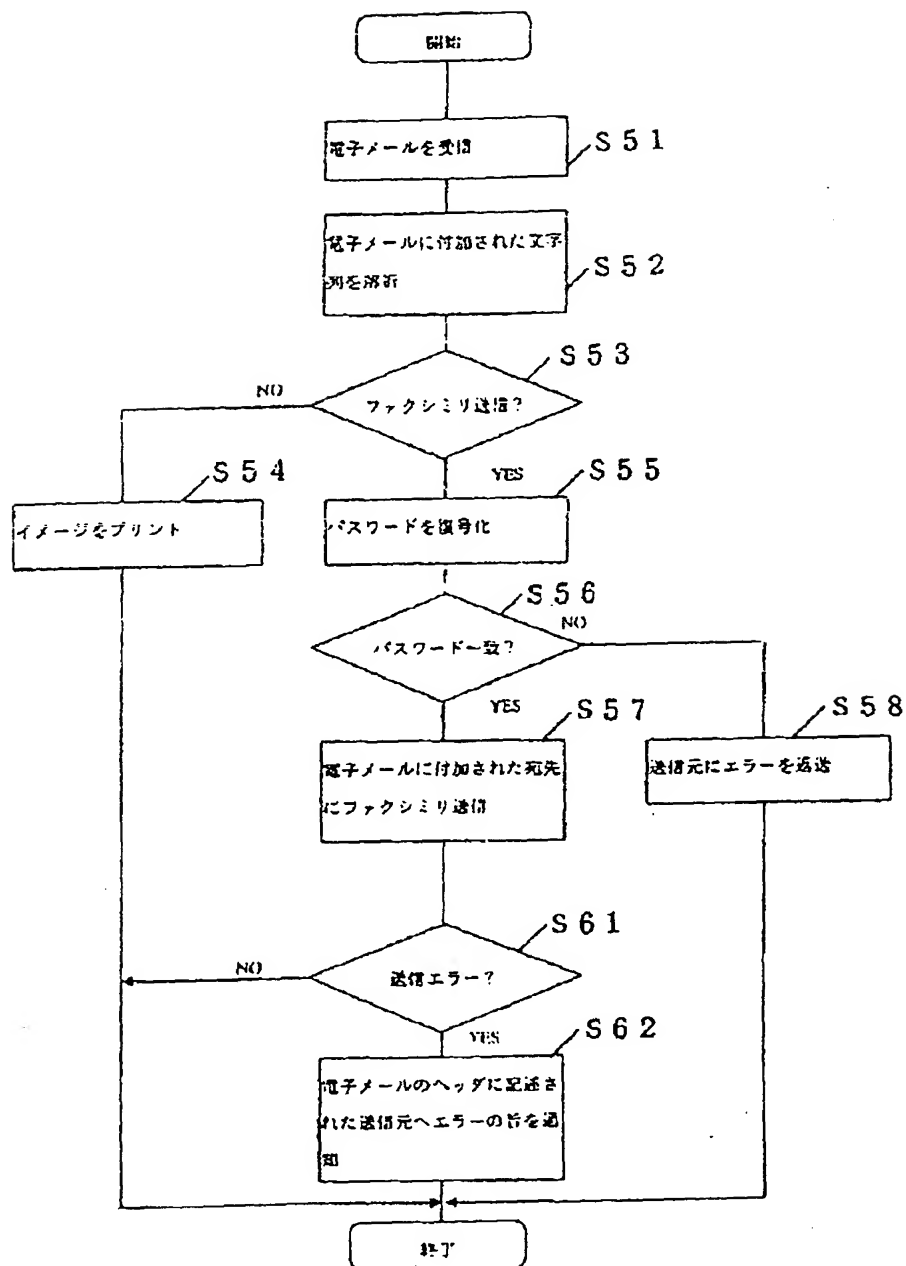 開始
電子メールを受信
S51
電子メールに付加された文字
列を解析
S52
S53
ファクシミリ送信?
NO
YES
S54
イメージをプリント
S55
パスワードを復号化
S56
パスワード一致?
NO
YES
S57
電子メールに付加された宛先
にファクシミリ送信
S58
送信元にエラーを返送
S61
送信エラー?
NO
YES
S62
電子メールのヘッダに記述さ
れた送信元へエラーの旨を通
知
終了